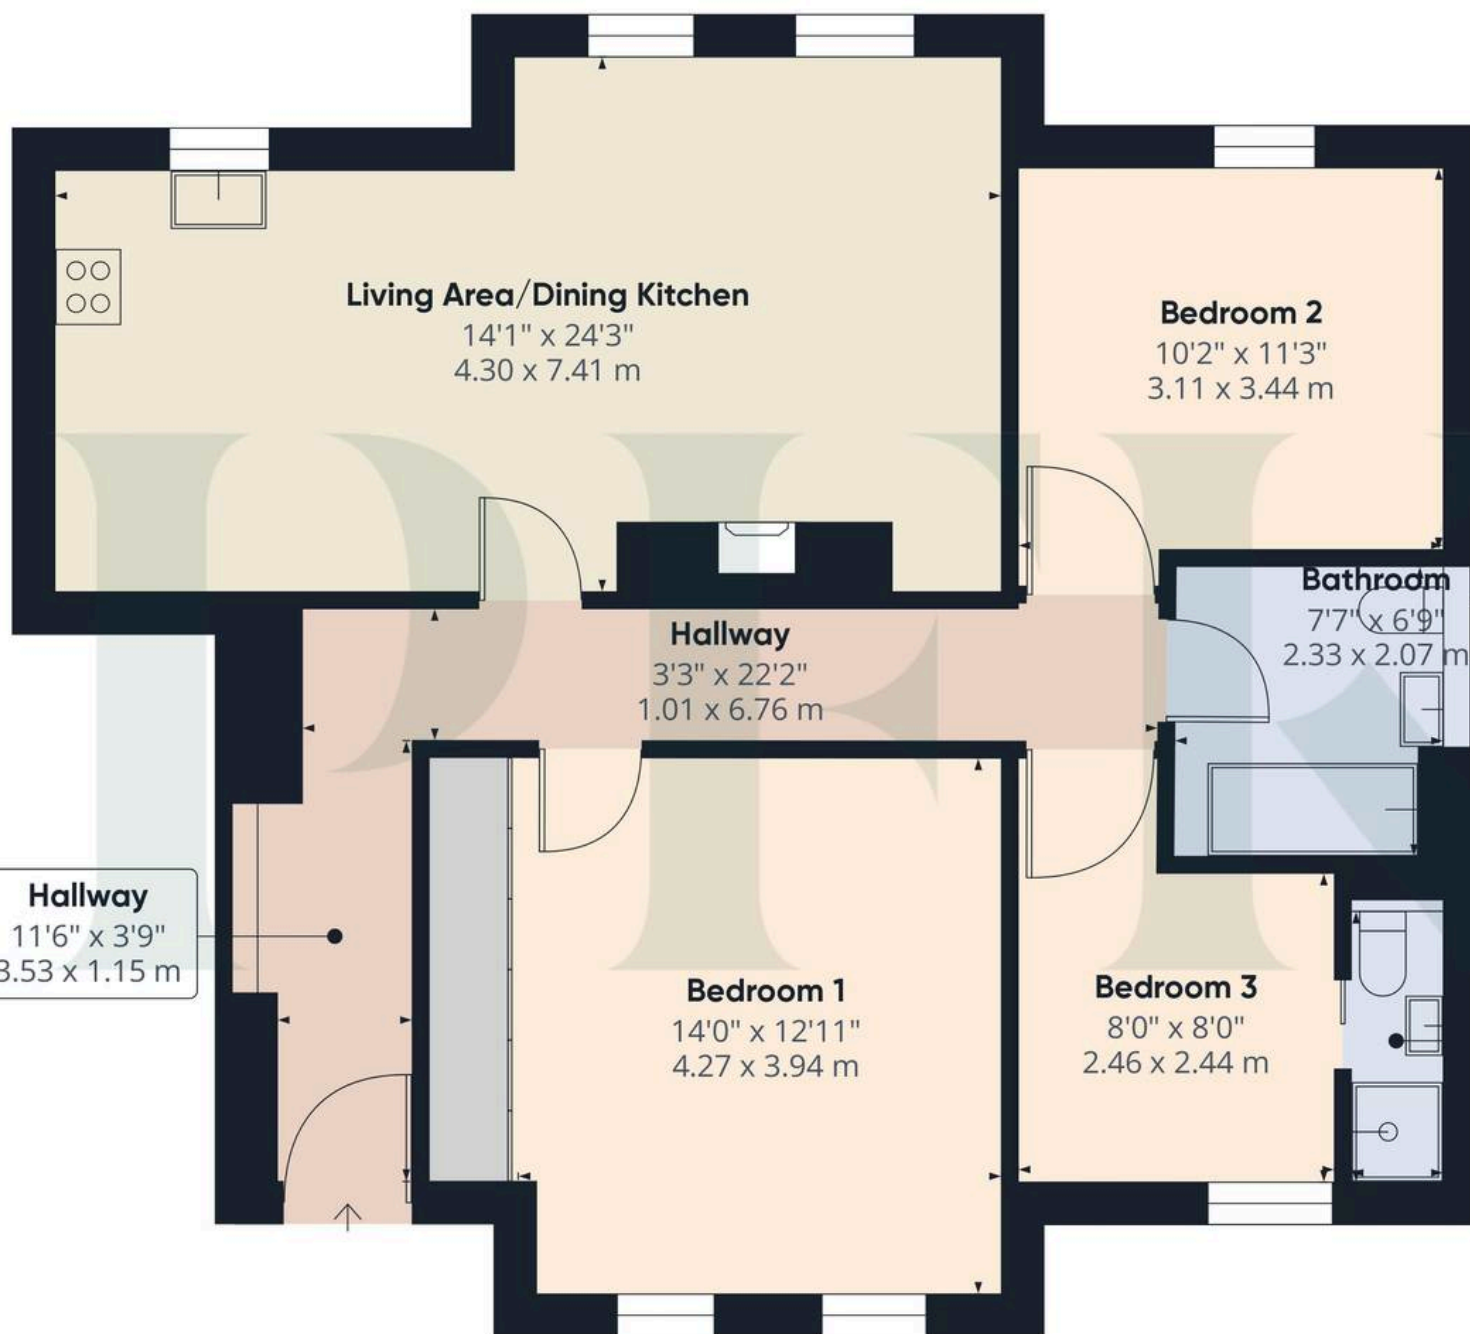 Living Area/Dining Kitchen
14'1" x 24'3"
4.30 x 7.41 m
Bedroom 2
10'2" x 11'3"
3.11 x 3.44 m
Bathroom
7'7" x 6'9"
2.33 x 2.07 m
Hallway
3'3" x 22'2"
1.01 x 6.76 m
Hallway
11'6" x 3'9"
3.53 x 1.15 m
Bedroom 1
14'0" x 12'11"
4.27 x 3.94 m
Bedroom 3
8'0" x 8'0"
2.46 x 2.44 m